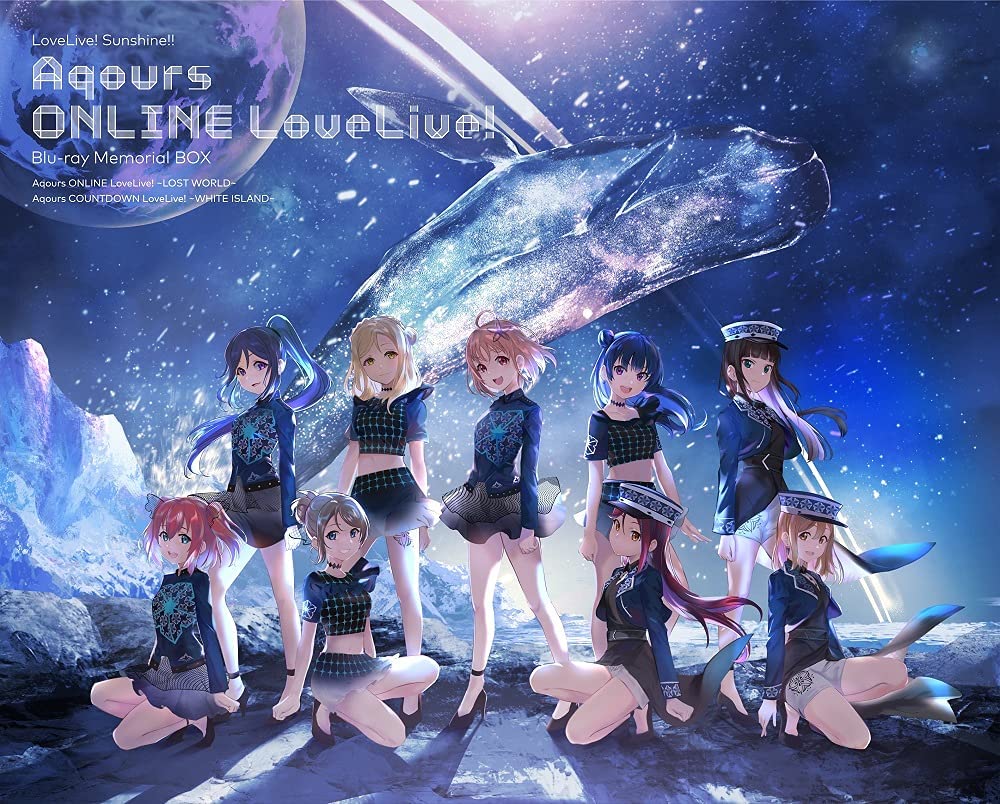 LoveLive! Sunshine!!
Aqours
ONLINE LoveLive!
Blu-ray Memorial BOX
Aqours ONLINE LoveLive! ~LOST WORLD~
Aqours COUNTDOWN LoveLive! ~WHITE ISLAND~